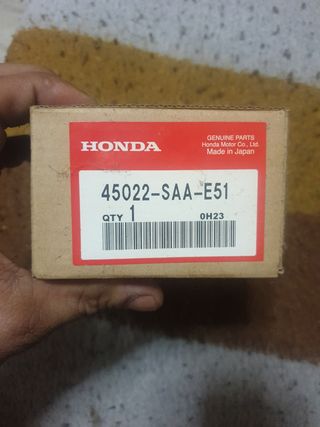 HONDA
GENUINE PARTS
Honda Motor Co., Ltd.
Made in Japan
45022-SAA-E51
QTY 1 0H23